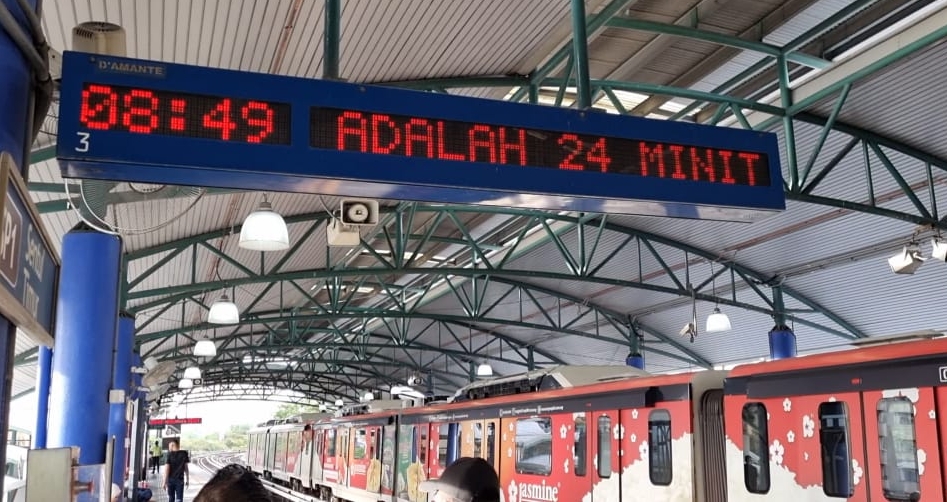 D'AMANTE
08:49 ADALAH 24 MINIT
3
jasmine